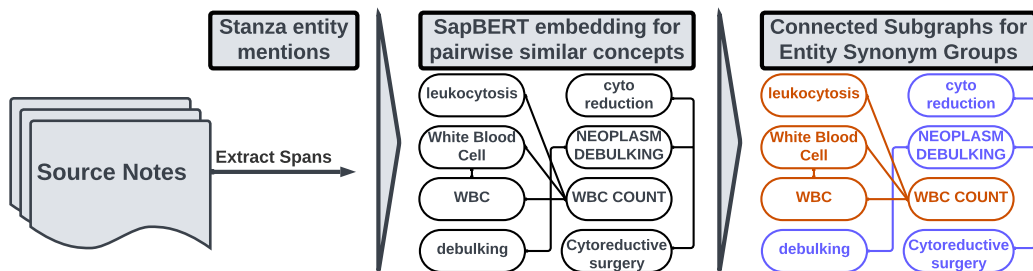 Stanza entity
mentions
Source Notes
Extract Spans
SapBERT embedding for
pairwise similar concepts
leukocytosis
cyto
reduction
White Blood
Cell
NEOPLASM
DEBULKING
WBC
WBC COUNT
debulking
Cytoreductive
surgery
Connected Subgraphs for
Entity Synonym Groups
leukocytosis
cyto
reduction
White Blood
Cell
NEOPLASM
DEBULKING
WBC
WBC COUNT
debulking
Cytoreductive
surgery